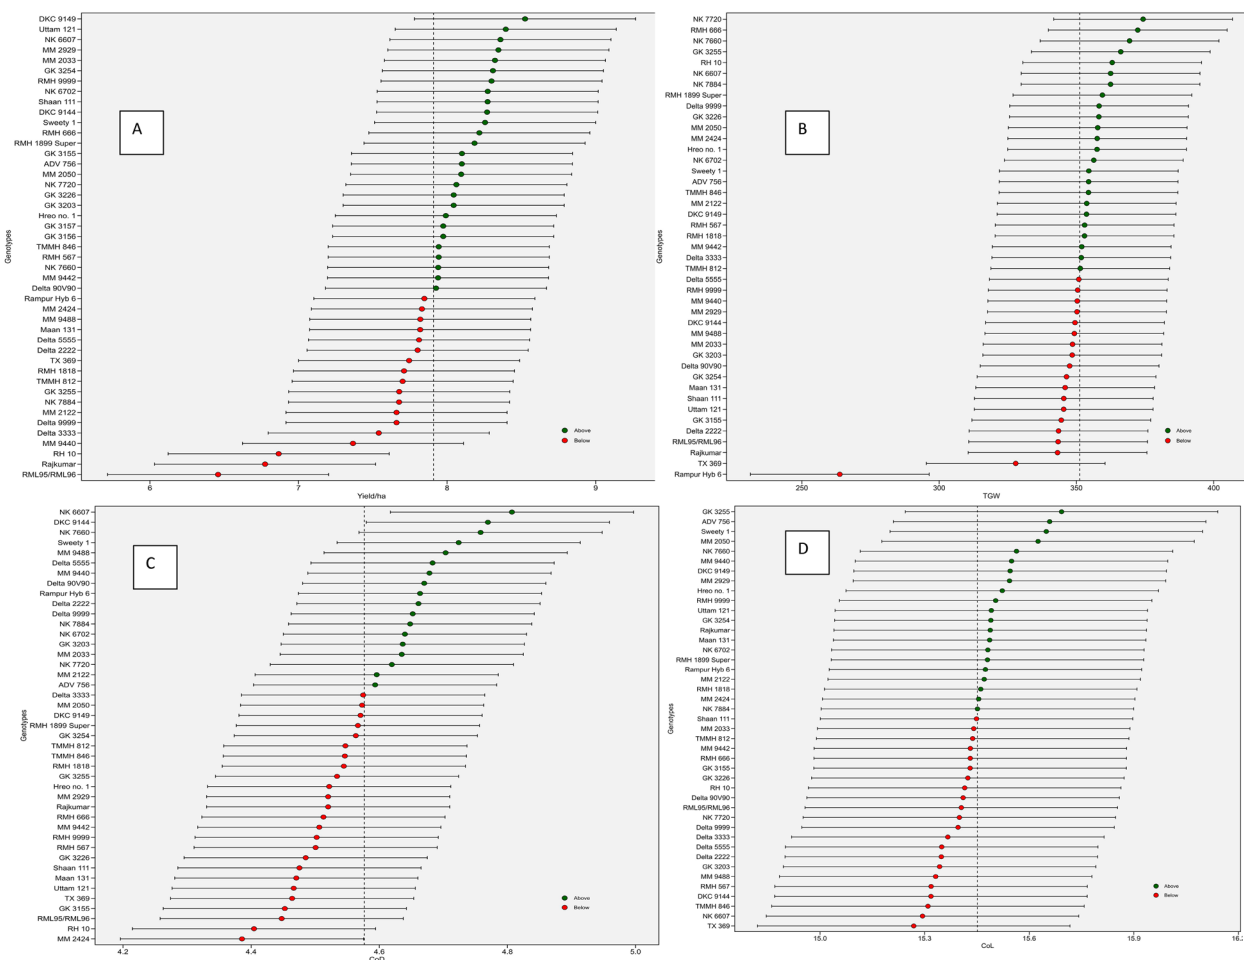 A
DKC 9149
Uttam 121
NK 6607
MM 2929
MM 2033
GK 3254
RMH 9999
NK 6702
Shaan 111
DKC 9144
Sweety 1
RMH 666
RMH 1899 Super
GK 3155
ADV 756
MM 2050
NK 7720
GK 3226
GK 3203
Hreo no. 1
GK 3157
GK 3156
TMMH 846
RMH 567
NK 7660
MM 9442
Delta 90V90
Rampur Hyb 6
MM 2424
MM 9488
Maan 131
Delta 5555
Delta 2222
TX 369
RMH 1818
TMMH 812
GK 3255
NK 7884
MM 2122
Delta 9999
Delta 3333
MM 9440
RH 10
Rajkumar
RML95/RML96
Genotypes
Above
Below
6 7 8 9
Yield/ha
B
NK 7720
RMH 666
NK 7660
GK 3255
RH 10
NK 6607
NK 7884
RMH 1899 Super
Delta 9999
GK 3226
MM 2050
MM 2424
Hreo no. 1
NK 6702
Sweety 1
ADV 756
TMMH 846
MM 2122
DKC 9149
RMH 567
RMH 1818
MM 9442
Delta 3333
TMMH 812
Delta 5555
RMH 9999
MM 9440
MM 2929
DKC 9144
MM 9488
MM 2033
GK 3203
Delta 90V90
GK 3254
Maan 131
Shaan 111
Uttam 121
GK 3155
Delta 2222
RML95/RML96
Rajkumar
TX 369
Rampur Hyb 6
Genotypes
Above
Below
250 300 350 400
TGW
C
NK 6607
DKC 9144
NK 7660
Sweety 1
MM 9488
Delta 5555
MM 9440
Delta 90V90
Rampur Hyb 6
Delta 2222
Delta 9999
NK 7884
NK 6702
GK 3203
MM 2033
NK 7720
MM 2122
ADV 756
Delta 3333
MM 2050
DKC 9149
RMH 1899 Super
GK 3254
TMMH 812
TMMH 846
RMH 1818
GK 3255
Hreo no. 1
MM 2929
Rajkumar
RMH 666
MM 9442
RMH 9999
RMH 567
GK 3226
Shaan 111
Maan 131
Uttam 121
TX 369
GK 3155
RML95/RML96
RH 10
MM 2424
Genotypes
Above
Below
4.2 4.4 4.6 4.8 5.0
CoD
D
GK 3255
ADV 756
Sweety 1
MM 2050
NK 7660
MM 9440
DKC 9149
MM 2929
Hreo no. 1
RMH 9999
Uttam 121
GK 3254
Rajkumar
Maan 131
NK 6702
RMH 1899 Super
Rampur Hyb 6
MM 2122
RMH 1818
MM 2424
NK 7884
Shaan 111
MM 2033
TMMH 812
MM 9442
RMH 666
GK 3155
GK 3226
RH 10
Delta 90V90
RML95/RML96
NK 7720
Delta 9999
Delta 3333
Delta 5555
Delta 2222
GK 3203
MM 9488
RMH 567
DKC 9144
TMMH 846
NK 6607
TX 369
Genotypes
Above
Below
15.0 15.3 15.6 15.9 16.2
CoL